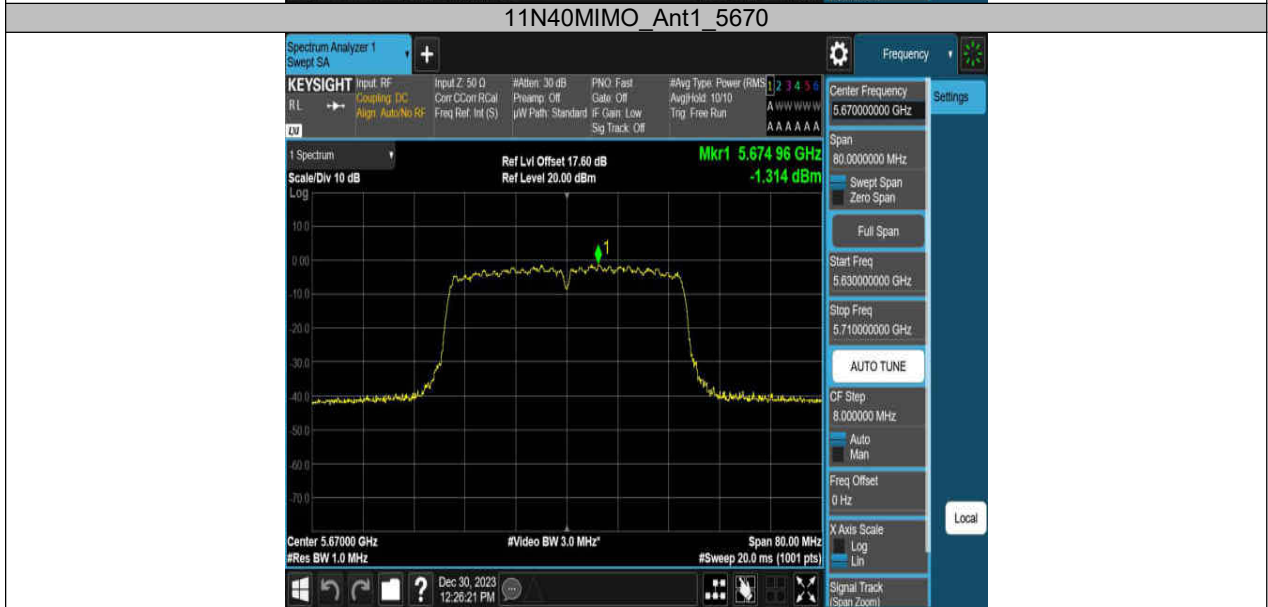 11N40MIMO_Ant1_5670
Spectrum Analyzer 1
Swept SA
+
Frequency
KEYSIGHT
RL
Input: RF
Coupling: DC
Align: Auto/No RF
Input Z: 50 Ω
Corr CCorr RCal
Freq Ref: Int (S)
#Atten: 30 dB
Preamp: Off
µW Path: Standard
PNO: Fast
Gate: Off
IF Gain: Low
Sig Track: Off
#Avg Type: Power (RMS
Avg|Hold: 10/10
Trig: Free Run
1 2 3 4 5 6
A W W W W W
A A A A A A
Center Frequency
5.670000000 GHz
Settings
Span
80.0000000 MHz
Swept Span
Zero Span
Full Span
Start Freq
5.630000000 GHz
Stop Freq
5.710000000 GHz
AUTO TUNE
CF Step
8.000000 MHz
Auto
Man
Freq Offset
0 Hz
X Axis Scale
Log
Lin
Signal Track
(Span Zoom)
Local
1 Spectrum
Scale/Div 10 dB
Log
Ref Lvl Offset 17.60 dB
Ref Level 20.00 dBm
Mkr1 5.674 96 GHz
-1.314 dBm
1
10.0
0.00
-10.0
-20.0
-30.0
-40.0
-50.0
-60.0
-70.0
Center 5.67000 GHz
#Res BW 1.0 MHz
#Video BW 3.0 MHz*
Span 80.00 MHz
#Sweep 20.0 ms (1001 pts)
?
Dec 30, 2023
12:26:21 PM